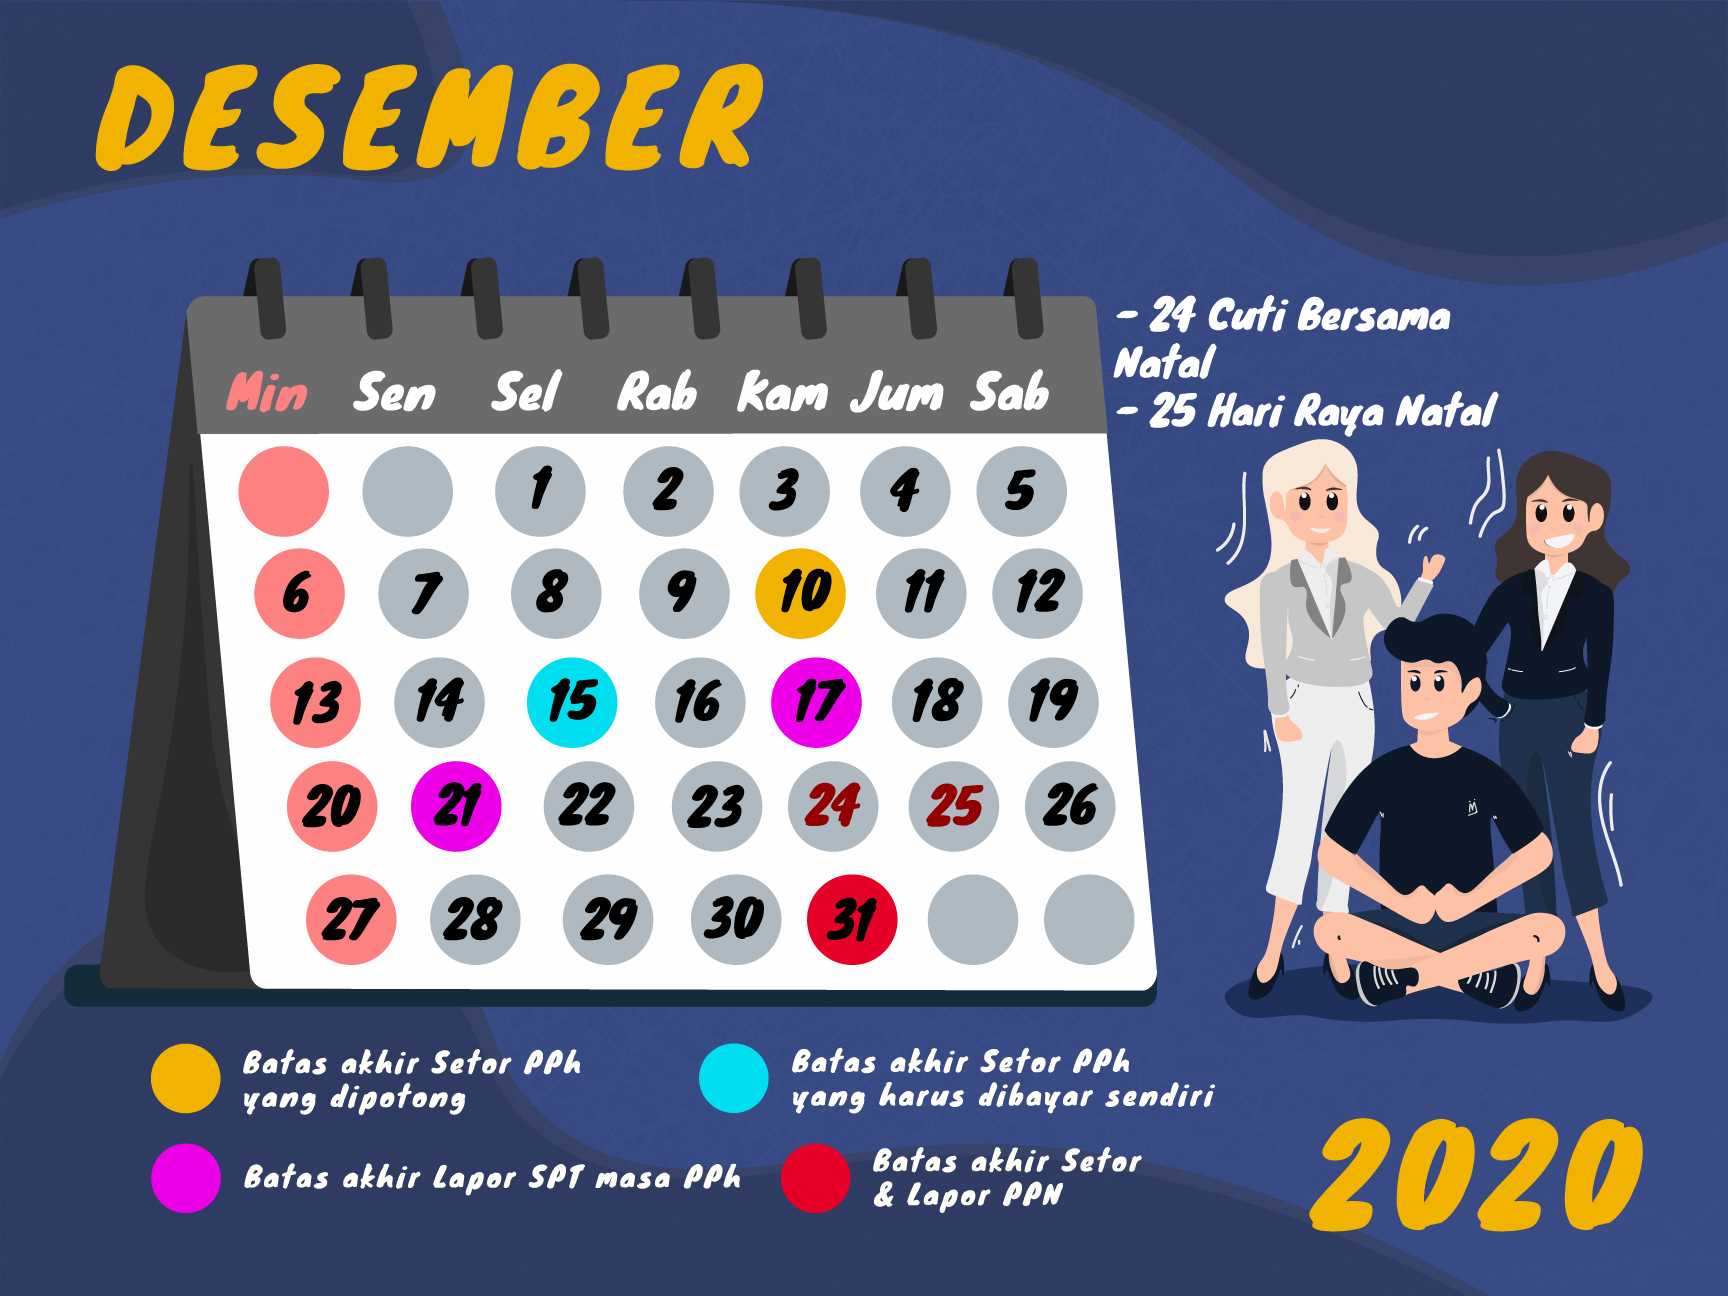 DESEMBER
- 24 Cuti Bersama
Natal
- 25 Hari Raya Natal
Min Sen Sel Rab Kam Jum Sab
1 2 3 4 5
6 7 8 9 10 11 12
13 14 15 16 17 18 19
20 21 22 23 24 25 26
27 28 29 30 31
Batas akhir Setor PPh
yang dipotong
Batas akhir Setor PPh
yang harus dibayar sendiri
Batas akhir Lapor SPT masa PPh
Batas akhir Setor
& Lapor PPN
2020